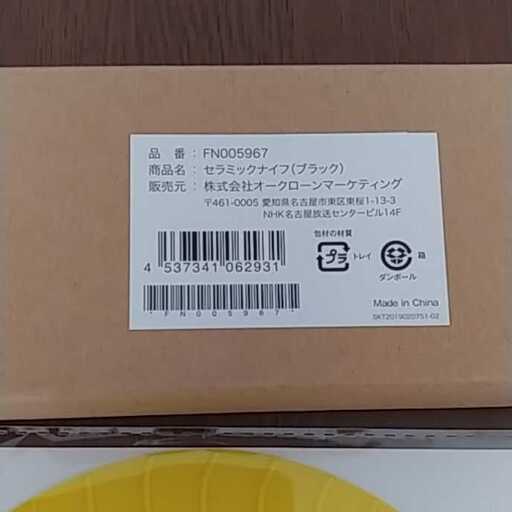 品 番： FN005967
商品名： セラミックナイフ（ブラック）
販売元： 株式会社オークローンマーケティング
〒461-0005 愛知県名古屋市東区東桜1-13-3
NHK名古屋放送センタービル14F
包材の材質
プラ トレイ
箱
ダンボール
4 537341 062931
*FN005967*
Made in China
SKT2019020751-02